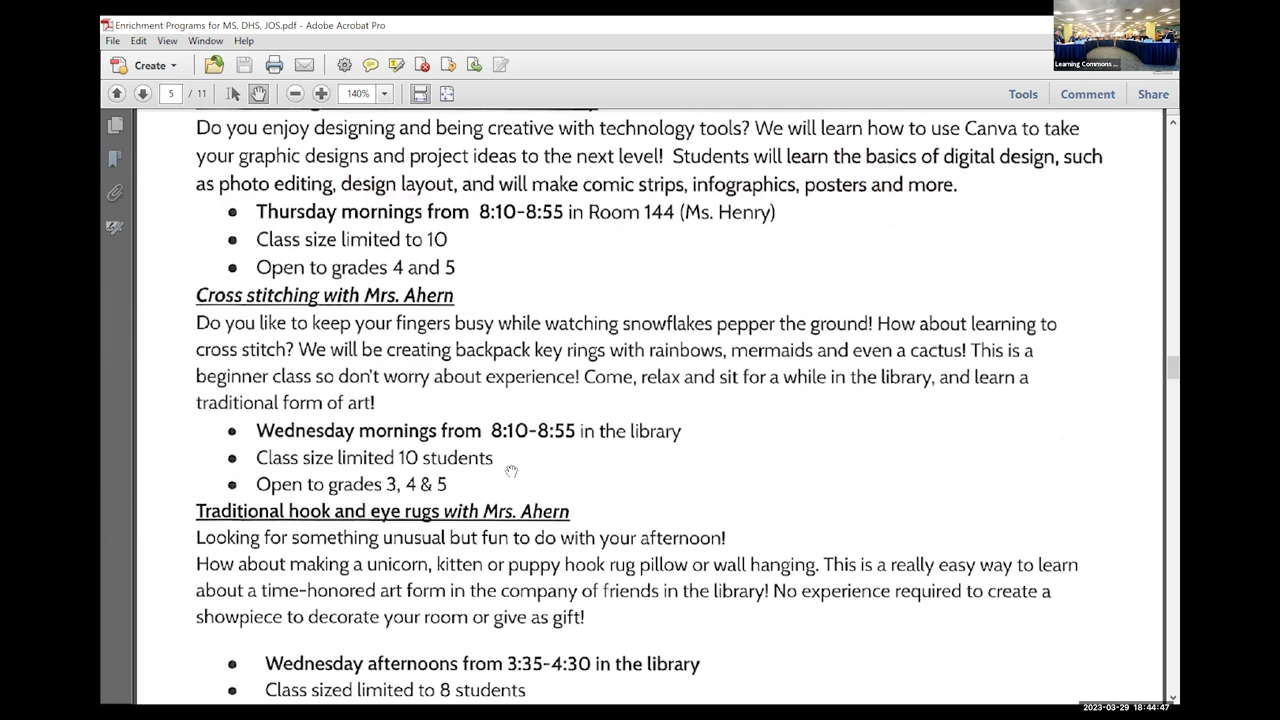 Enrichment Programs for MS, DHS, JOS.pdf - Adobe Acrobat Pro
File Edit View Window Help
Learning Commons ...
Create
5 / 11
140%
Tools Comment Share
Do you enjoy designing and being creative with technology tools? We will learn how to use Canva to take
your graphic designs and project ideas to the next level! Students will learn the basics of digital design, such
as photo editing, design layout, and will make comic strips, infographics, posters and more.
• Thursday mornings from 8:10-8:55 in Room 144 (Ms. Henry)
• Class size limited to 10
• Open to grades 4 and 5
Cross stitching with Mrs. Ahern
Do you like to keep your fingers busy while watching snowflakes pepper the ground! How about learning to
cross stitch? We will be creating backpack key rings with rainbows, mermaids and even a cactus! This is a
beginner class so don't worry about experience! Come, relax and sit for a while in the library, and learn a
traditional form of art!
• Wednesday mornings from 8:10-8:55 in the library
• Class size limited 10 students
• Open to grades 3, 4 & 5
Traditional hook and eye rugs with Mrs. Ahern
Looking for something unusual but fun to do with your afternoon!
How about making a unicorn, kitten or puppy hook rug pillow or wall hanging. This is a really easy way to learn
about a time-honored art form in the company of friends in the library! No experience required to create a
showpiece to decorate your room or give as gift!
• Wednesday afternoons from 3:35-4:30 in the library
• Class sized limited to 8 students
2023-03-29 18:44:47